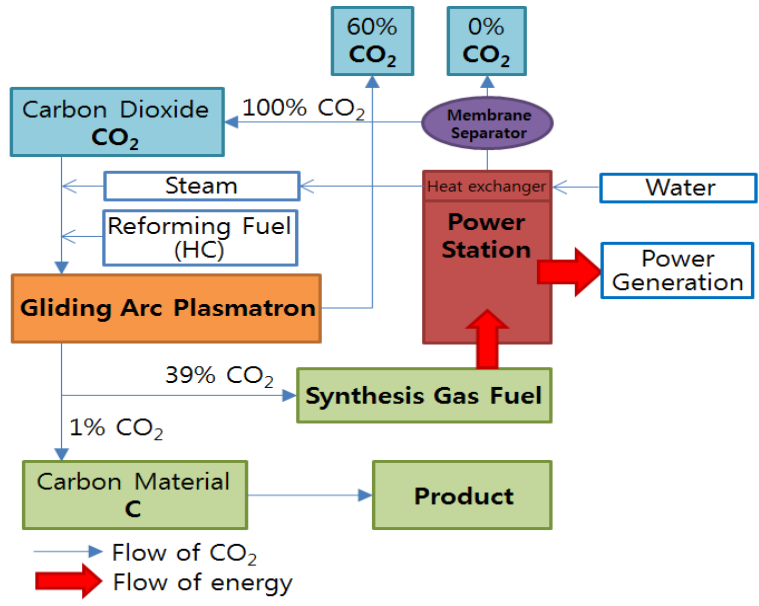 60%
CO₂
0%
CO₂
Carbon Dioxide
CO₂
100% CO₂
Membrane
Separator
Steam
Heat exchanger
Water
Reforming Fuel
(HC)
Power
Station
Power
Generation
Gliding Arc Plasmatron
39% CO₂
Synthesis Gas Fuel
1% CO₂
Carbon Material
C
Product
Flow of CO₂
Flow of energy